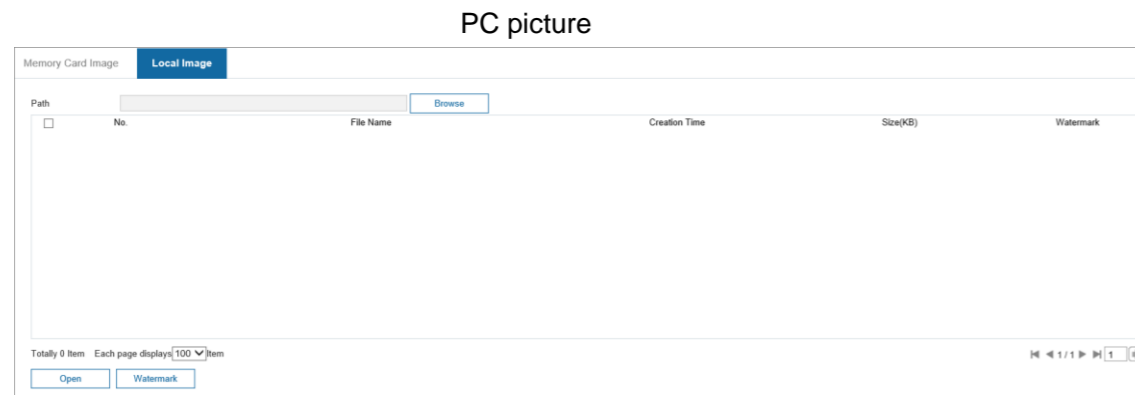 PC picture
Memory Card Image Local Image
Path Browse
No. File Name Creation Time Size(KB) Watermark
Totally 0 Item Each page displays 100 Item 1/1 1
Open Watermark